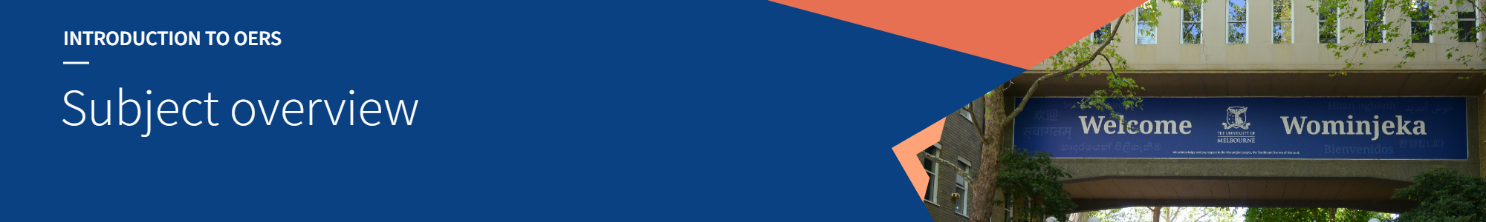 INTRODUCTION TO OERS
Subject overview
Welcome
THE UNIVERSITY OF
MELBOURNE
Wominjeka
Bienvenidos